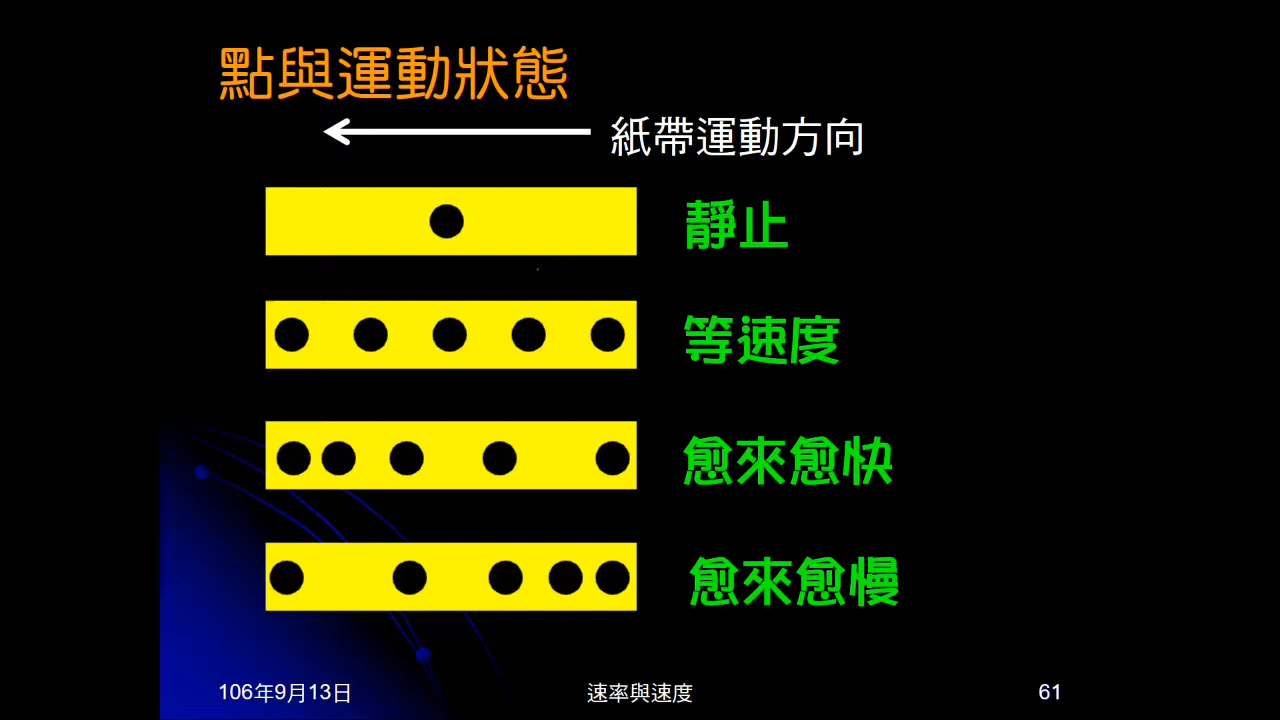 點與運動狀態
紙帶運動方向
靜止
等速度
愈來愈快
愈來愈慢
106年9月13日
速率與速度
61